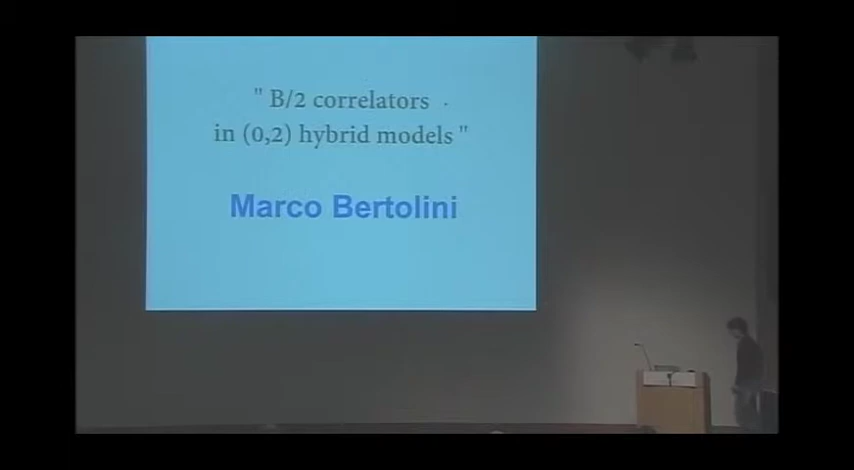 " B/2 correlators
in (0,2) hybrid models "
Marco Bertolini